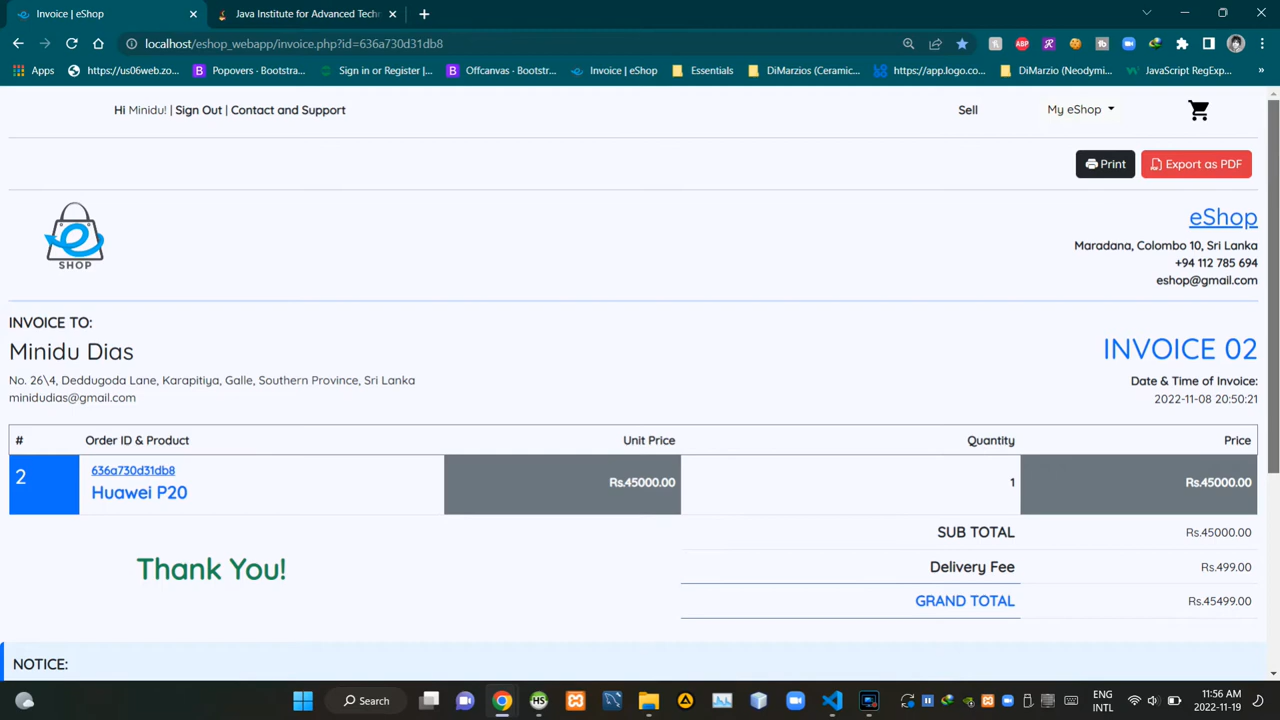 Invoice | eShop
Java Institute for Advanced Tech
localhost/eshop_webapp/invoice.php?id=636a730d31db8
Apps
https://us06web.zo...
Popovers · Bootstra...
Sign in or Register |...
Offcanvas · Bootstr...
Invoice | eShop
Essentials
DiMarzios (Ceramic...
https://app.logo.co...
DiMarzio (Neodymi...
JavaScript RegExp...
»
Hi Minidu! | Sign Out | Contact and Support
Sell
My eShop
Print
Export as PDF
SHOP
eShop
Maradana, Colombo 10, Sri Lanka
+94 112 785 694
eshop@gmail.com
INVOICE TO:
Minidu Dias
No. 26\4, Deddugoda Lane, Karapitiya, Galle, Southern Province, Sri Lanka
minidudias@gmail.com
INVOICE 02
Date & Time of Invoice:
2022-11-08 20:50:21
# Order ID & Product Unit Price Quantity Price
2 636a730d31db8 Rs.45000.00 1 Rs.45000.00
Huawei P20
SUB TOTAL Rs.45000.00
Thank You!
Delivery Fee Rs.499.00
GRAND TOTAL Rs.45499.00
NOTICE:
Search
ENG
INTL
11:56 AM
2022-11-19